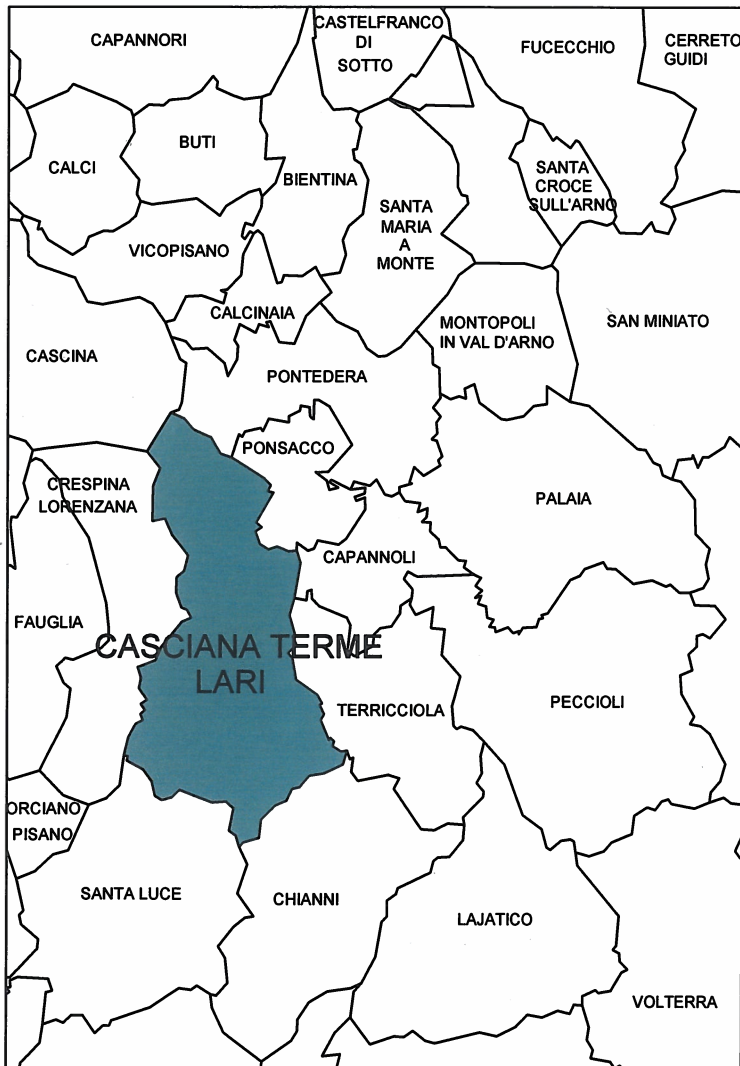 CAPANNORI
CASTELFRANCO
DI
SOTTO
FUCECCHIO
CERRETO
GUIDI
CALCI
BUTI
BIENTINA
SANTA
CROCE
SULL'ARNO
SANTA
MARIA
A
MONTE
VICOPISANO
CALCINAIA
MONTOPOLI
IN VAL D'ARNO
SAN MINIATO
CASCINA
PONTEDERA
PONSACCO
CRESPINA
LORENZANA
PALAIA
CAPANNOLI
FAUGLIA
CASCIANA TERME
LARI
TERRICCIOLA
PECCIOLI
ORCIANO
PISANO
SANTA LUCE
CHIANNI
LAJATICO
VOLTERRA